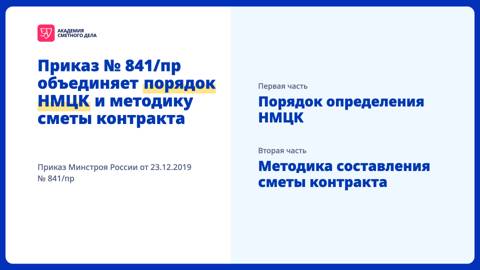 АКАДЕМИЯ
СМЕТНОГО ДЕЛА
Приказ № 841/пр
объединяет порядок
НМЦК и методику
сметы контракта
Приказ Минстроя России от 23.12.2019
№ 841/пр
Первая часть
Порядок определения
НМЦК
Вторая часть
Методика составления
сметы контракта